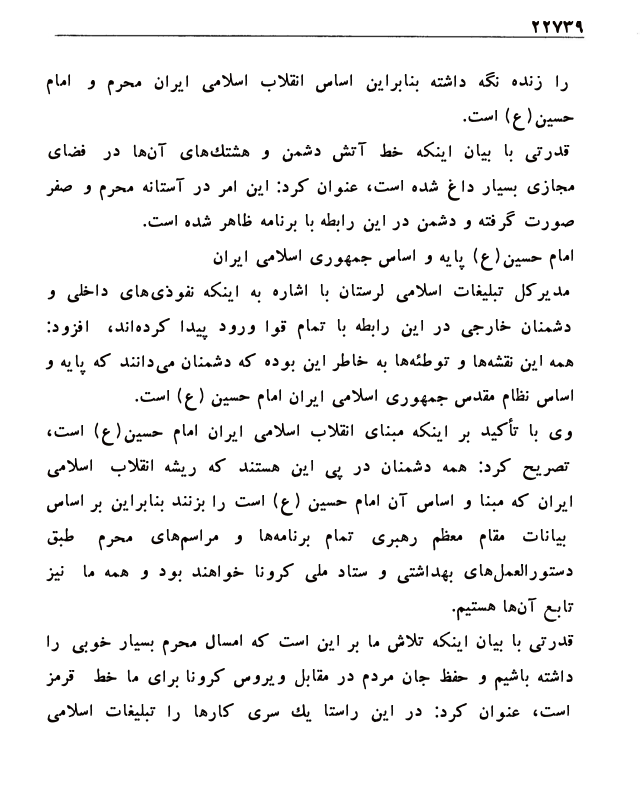 ۲۲۷۳۹
را زنده نگه داشته بنابراین اساس انقلاب اسلامی ایران محرم و امام
حسین(ع) است.
قدرتی با بیان اینکه خط آتش دشمن و هشتك‌های آن‌ها در فضای
مجازی بسیار داغ شده است، عنوان کرد: این امر در آستانه محرم و صفر
صورت گرفته و دشمن در این رابطه با برنامه ظاهر شده است.
امام حسین(ع) پایه و اساس جمهوری اسلامی ایران
مدیرکل تبلیغات اسلامی لرستان با اشاره به اینکه نفوذی‌های داخلی و
دشمنان خارجی در این رابطه با تمام قوا ورود پیدا کرده‌اند، افزود:
همه این نقشه‌ها و توطئه‌ها به خاطر این بوده که دشمنان می‌دانند که پایه و
اساس نظام مقدس جمهوری اسلامی ایران امام حسین (ع) است.
وی با تأکید بر اینکه مبنای انقلاب اسلامی ایران امام حسین(ع) است،
تصریح کرد: همه دشمنان در پی این هستند که ریشه انقلاب اسلامی
ایران که مبنا و اساس آن امام حسین (ع) است را بزنند بنابراین بر اساس
بیانات مقام معظم رهبری تمام برنامه‌ها و مراسم‌های محرم طبق
دستورالعمل‌های بهداشتی و ستاد ملی کرونا خواهند بود و همه ما نیز
تابع آن‌ها هستیم.
قدرتی با بیان اینکه تلاش ما بر این است که امسال محرم بسیار خوبی را
داشته باشیم و حفظ جان مردم در مقابل ویروس کرونا برای ما خط قرمز
است، عنوان کرد: در این راستا یك سری کارها را تبلیغات اسلامی